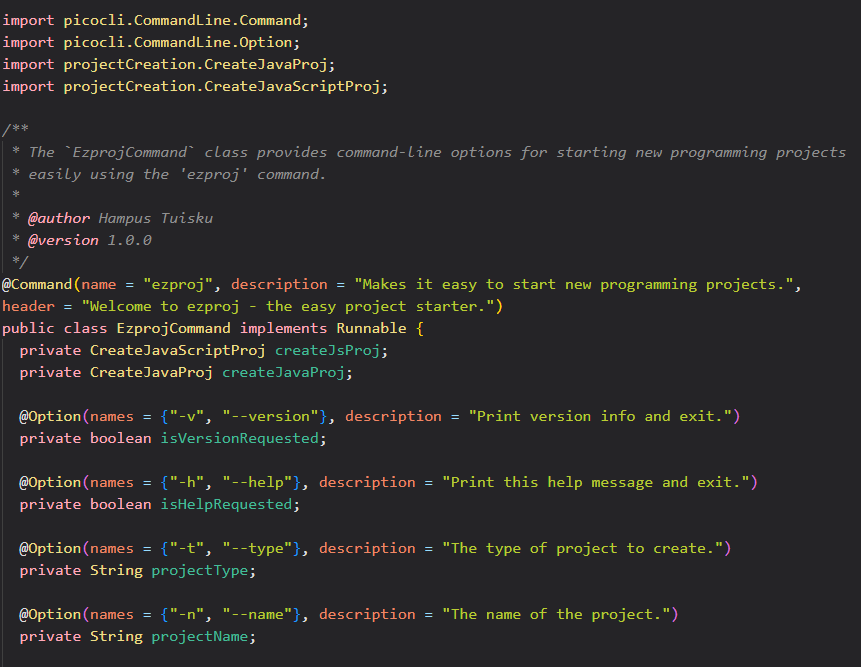 import picocli.CommandLine.Command;
import picocli.CommandLine.Option;
import projectCreation.CreateJavaProj;
import projectCreation.CreateJavaScriptProj;

/**
 * The `EzprojCommand` class provides command-line options for starting new programming projects
 * easily using the 'ezproj' command.
 *
 * @author Hampus Tuisku
 * @version 1.0.0
 */
@Command(name = "ezproj", description = "Makes it easy to start new programming projects.",
header = "Welcome to ezproj - the easy project starter.")
public class EzprojCommand implements Runnable {
  private CreateJavaScriptProj createJsProj;
  private CreateJavaProj createJavaProj;

  @Option(names = {"-v", "--version"}, description = "Print version info and exit.")
  private boolean isVersionRequested;

  @Option(names = {"-h", "--help"}, description = "Print this help message and exit.")
  private boolean isHelpRequested;

  @Option(names = {"-t", "--type"}, description = "The type of project to create.")
  private String projectType;

  @Option(names = {"-n", "--name"}, description = "The name of the project.")
  private String projectName;